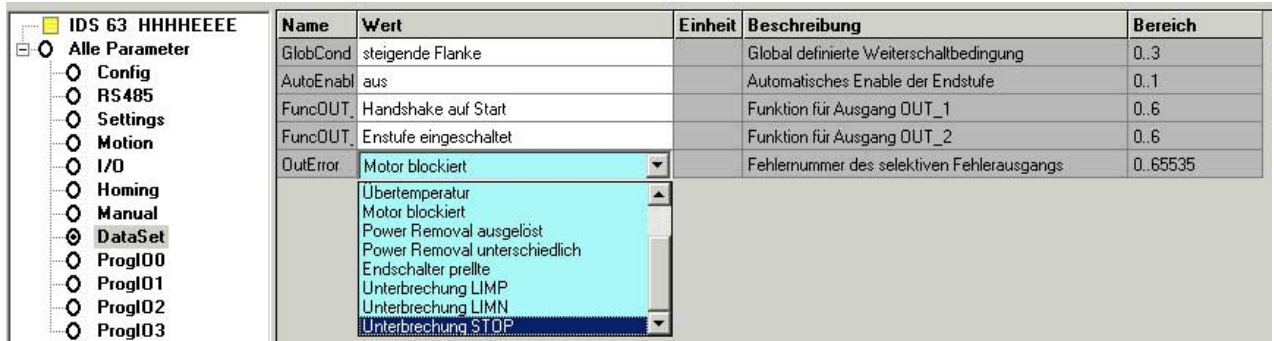 IDS 63 HHHHEEEE
Alle Parameter
Config
RS485
Settings
Motion
I/O
Homing
Manual
DataSet
ProgIO0
ProgIO1
ProgIO2
ProgIO3
Name Wert Einheit Beschreibung Bereich
GlobCond steigende Flanke Global definierte Weiterschaltbedingung 0..3
AutoEnabl aus Automatisches Enable der Endstufe 0..1
FuncOUT_ Handshake auf Start Funktion für Ausgang OUT_1 0..6
FuncOUT_ Enstufe eingeschaltet Funktion für Ausgang OUT_2 0..6
OutError Motor blockiert Fehlernummer des selektiven Fehlerausgangs 0..65535
Übertemperatur
Motor blockiert
Power Removal ausgelöst
Power Removal unterschiedlich
Endschalter prellte
Unterbrechung LIMP
Unterbrechung LIMN
Unterbrechung STOP